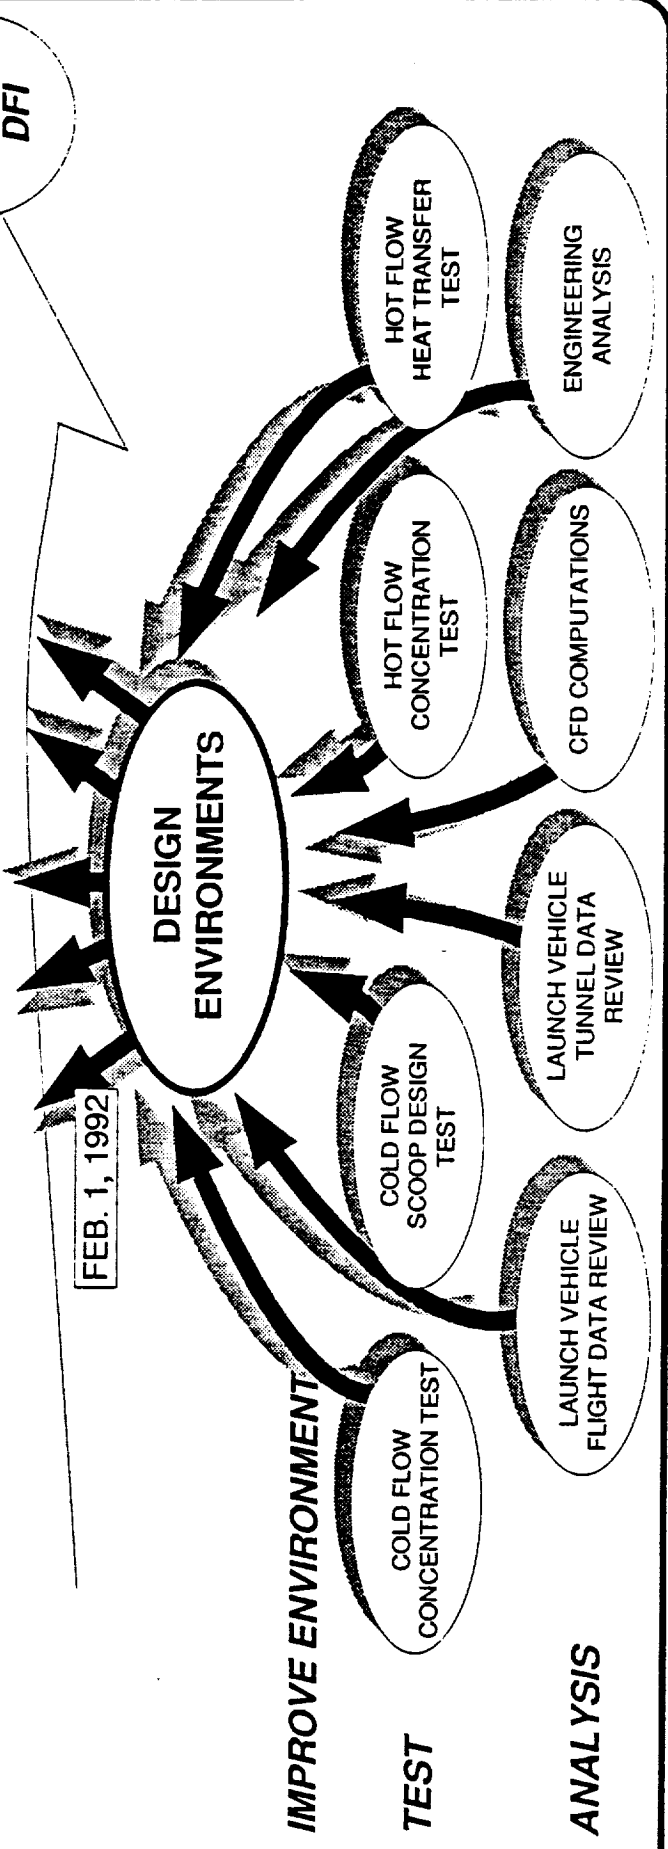 DFI
FEB. 1, 1992
DESIGN
ENVIRONMENTS
IMPROVE ENVIRONMENT
TEST
COLD FLOW
CONCENTRATION TEST
COLD FLOW
SCOOP DESIGN
TEST
HOT FLOW
CONCENTRATION
TEST
HOT FLOW
HEAT TRANSFER
TEST
ANALYSIS
LAUNCH VEHICLE
FLIGHT DATA REVIEW
LAUNCH VEHICLE
TUNNEL DATA
REVIEW
CFD COMPUTATIONS
ENGINEERING
ANALYSIS